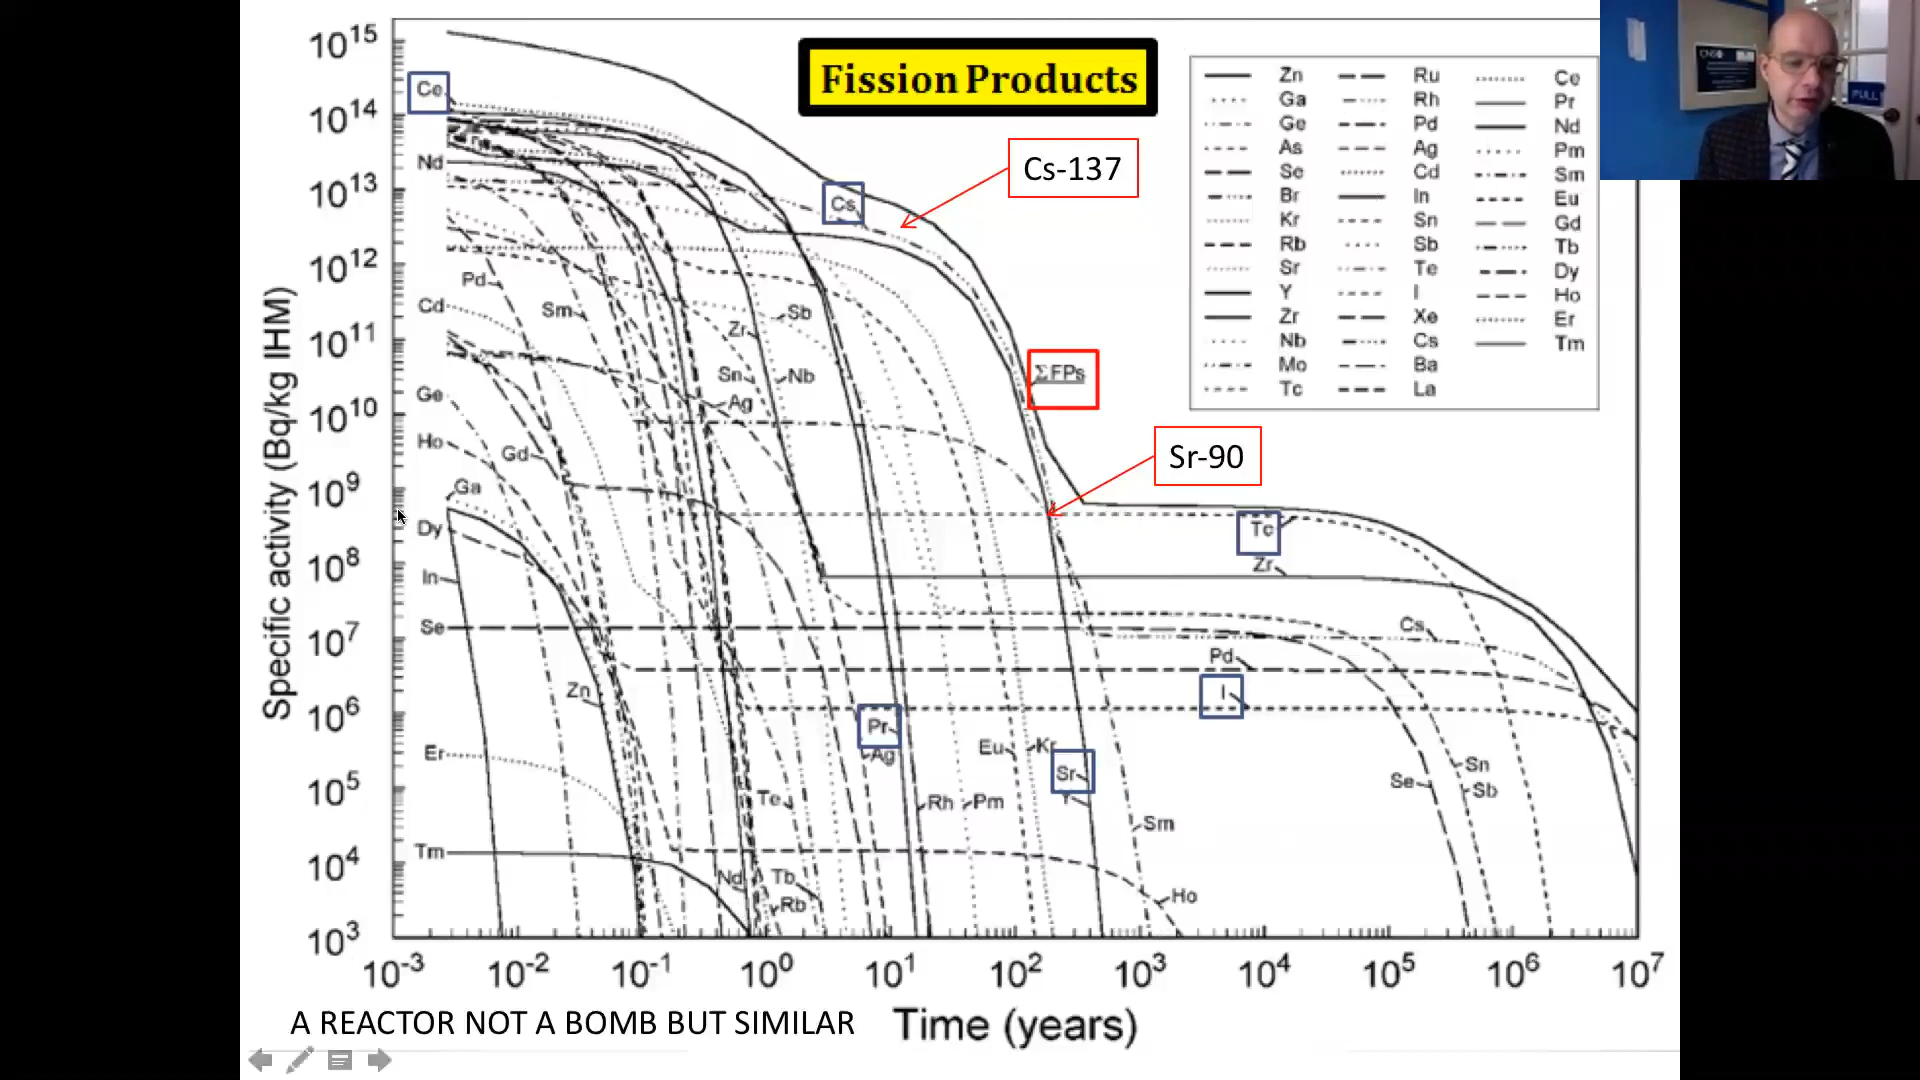 Fission Products
Cs-137
Sr-90
ΣFPs
Specific activity (Bq/kg IHM)
10^15
10^14
10^13
10^12
10^11
10^10
10^9
10^8
10^7
10^6
10^5
10^4
10^3
10^-3
10^-2
10^-1
10^0
10^1
10^2
10^3
10^4
10^5
10^6
10^7
Time (years)
A REACTOR NOT A BOMB BUT SIMILAR
Zn Ru Ce
Ga Rh Pr
Ge Pd Nd
As Ag Pm
Se Cd Sm
Br In Eu
Kr Sn Gd
Rb Sb Tb
Sr Te Dy
Y I Ho
Zr Xe Er
Nb Cs Tm
Mo Ba
Tc La
Ce
Nd
Cs
Pd
Cd
Sm
Sb
Zr
Sn
Nb
Ag
Ge
Ho
Gd
Ga
Dy
In
Se
Zn
Er
Tm
Tc
Zr
Cs
Pd
I
Pr
Ag
Eu
Kr
Sr
Y
Te
Rh
Pm
Sm
Se
Sn
Sb
Nd
Tb
Rb
Ho
PULL